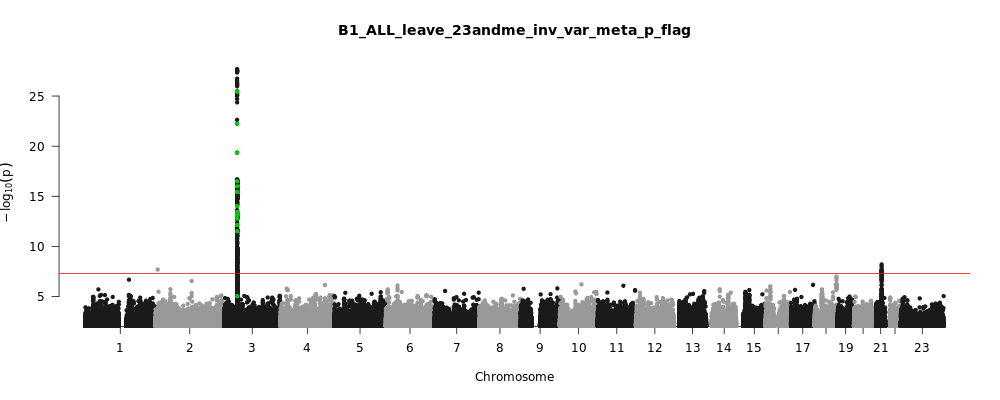 B1_ALL_leave_23andme_inv_var_meta_p_flag
25
20
15
10
5
−log10(p)
1 2 3 4 5 6 7 8 9 10 11 12 13 14 15 17 19 21 23
Chromosome